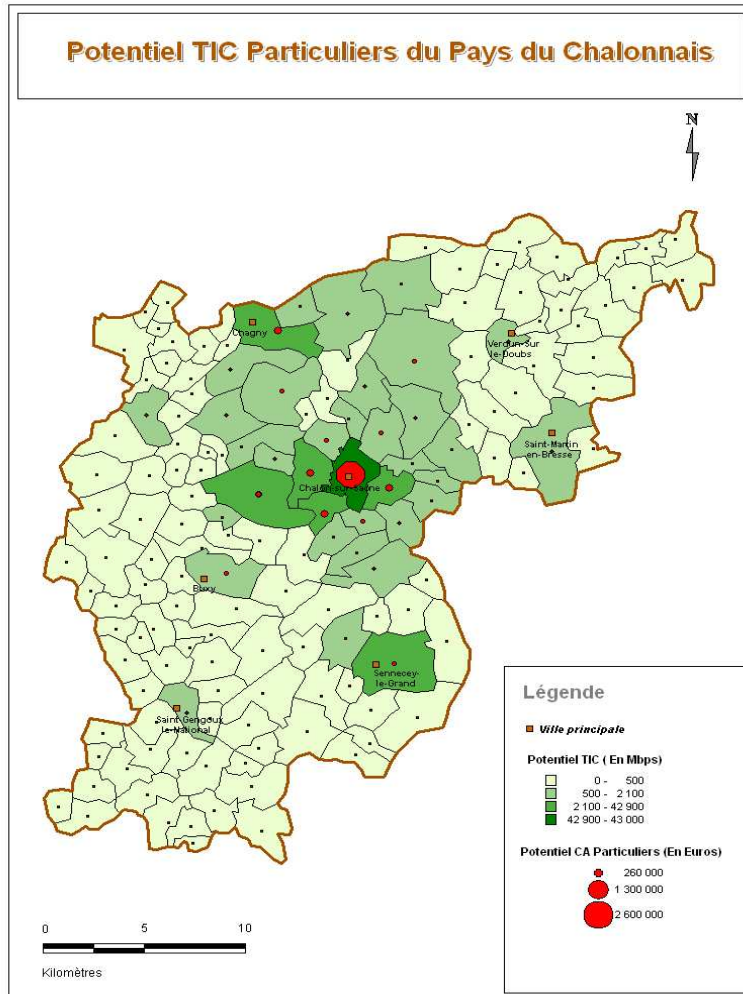 Potentiel TIC Particuliers du Pays du Chalonnais
N
Chagny
Verdun-Sur
le-Doubs
Saint-Martin
en-Bresse
Chalon-sur-Saône
Buxy
Sennecey-
le-Grand
Saint-Gengoux
le-National
Légende
Ville principale
Potentiel TIC ( En Mbps)
0 - 500
500 - 2 100
2 100 - 42 900
42 900 - 43 000
Potentiel CA Particuliers (En Euros)
260 000
1 300 000
2 600 000
0 5 10
Kilomètres